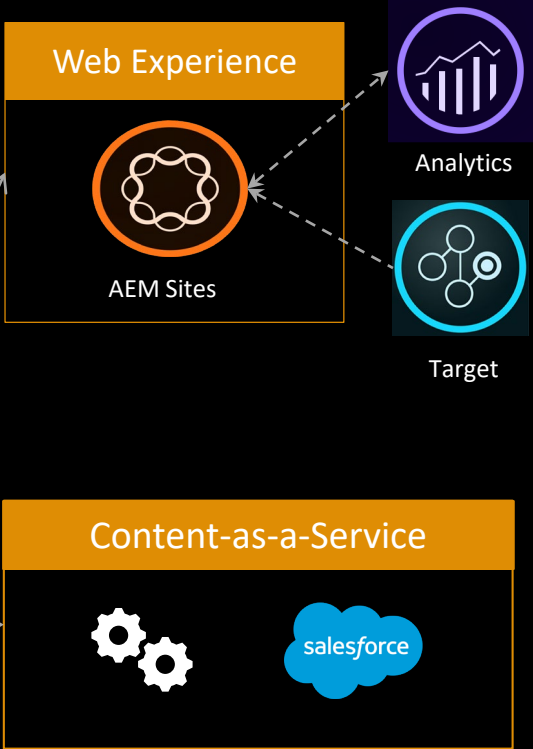 Web Experience
Analytics
AEM Sites
Target
Content-as-a-Service
salesforce